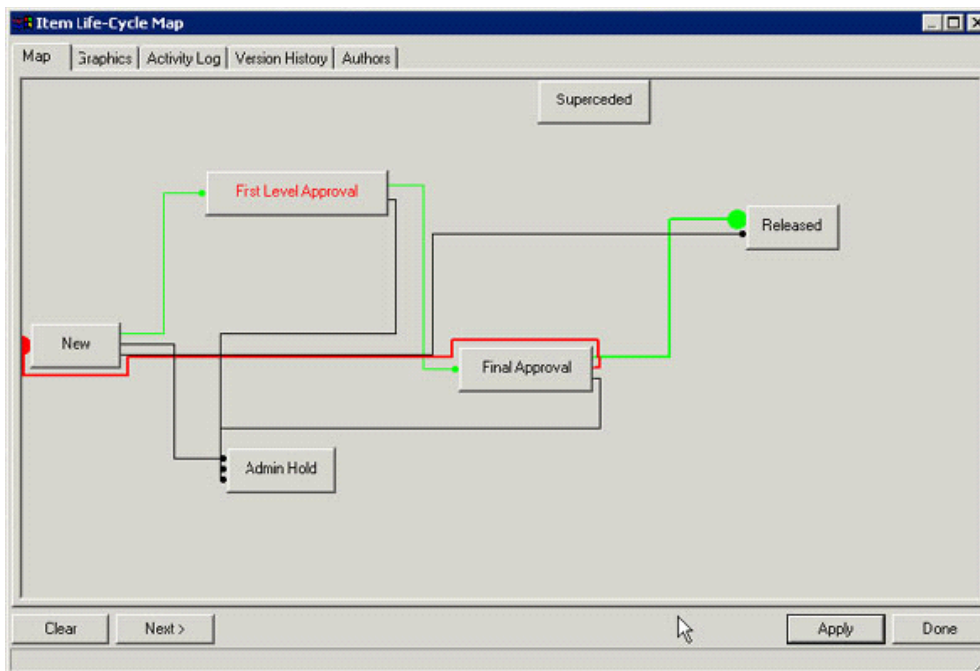 Item Life-Cycle Map
Map Graphics Activity Log Version History Authors
Superceded
First Level Approval
Released
New
Final Approval
Admin Hold
Clear Next > Apply Done